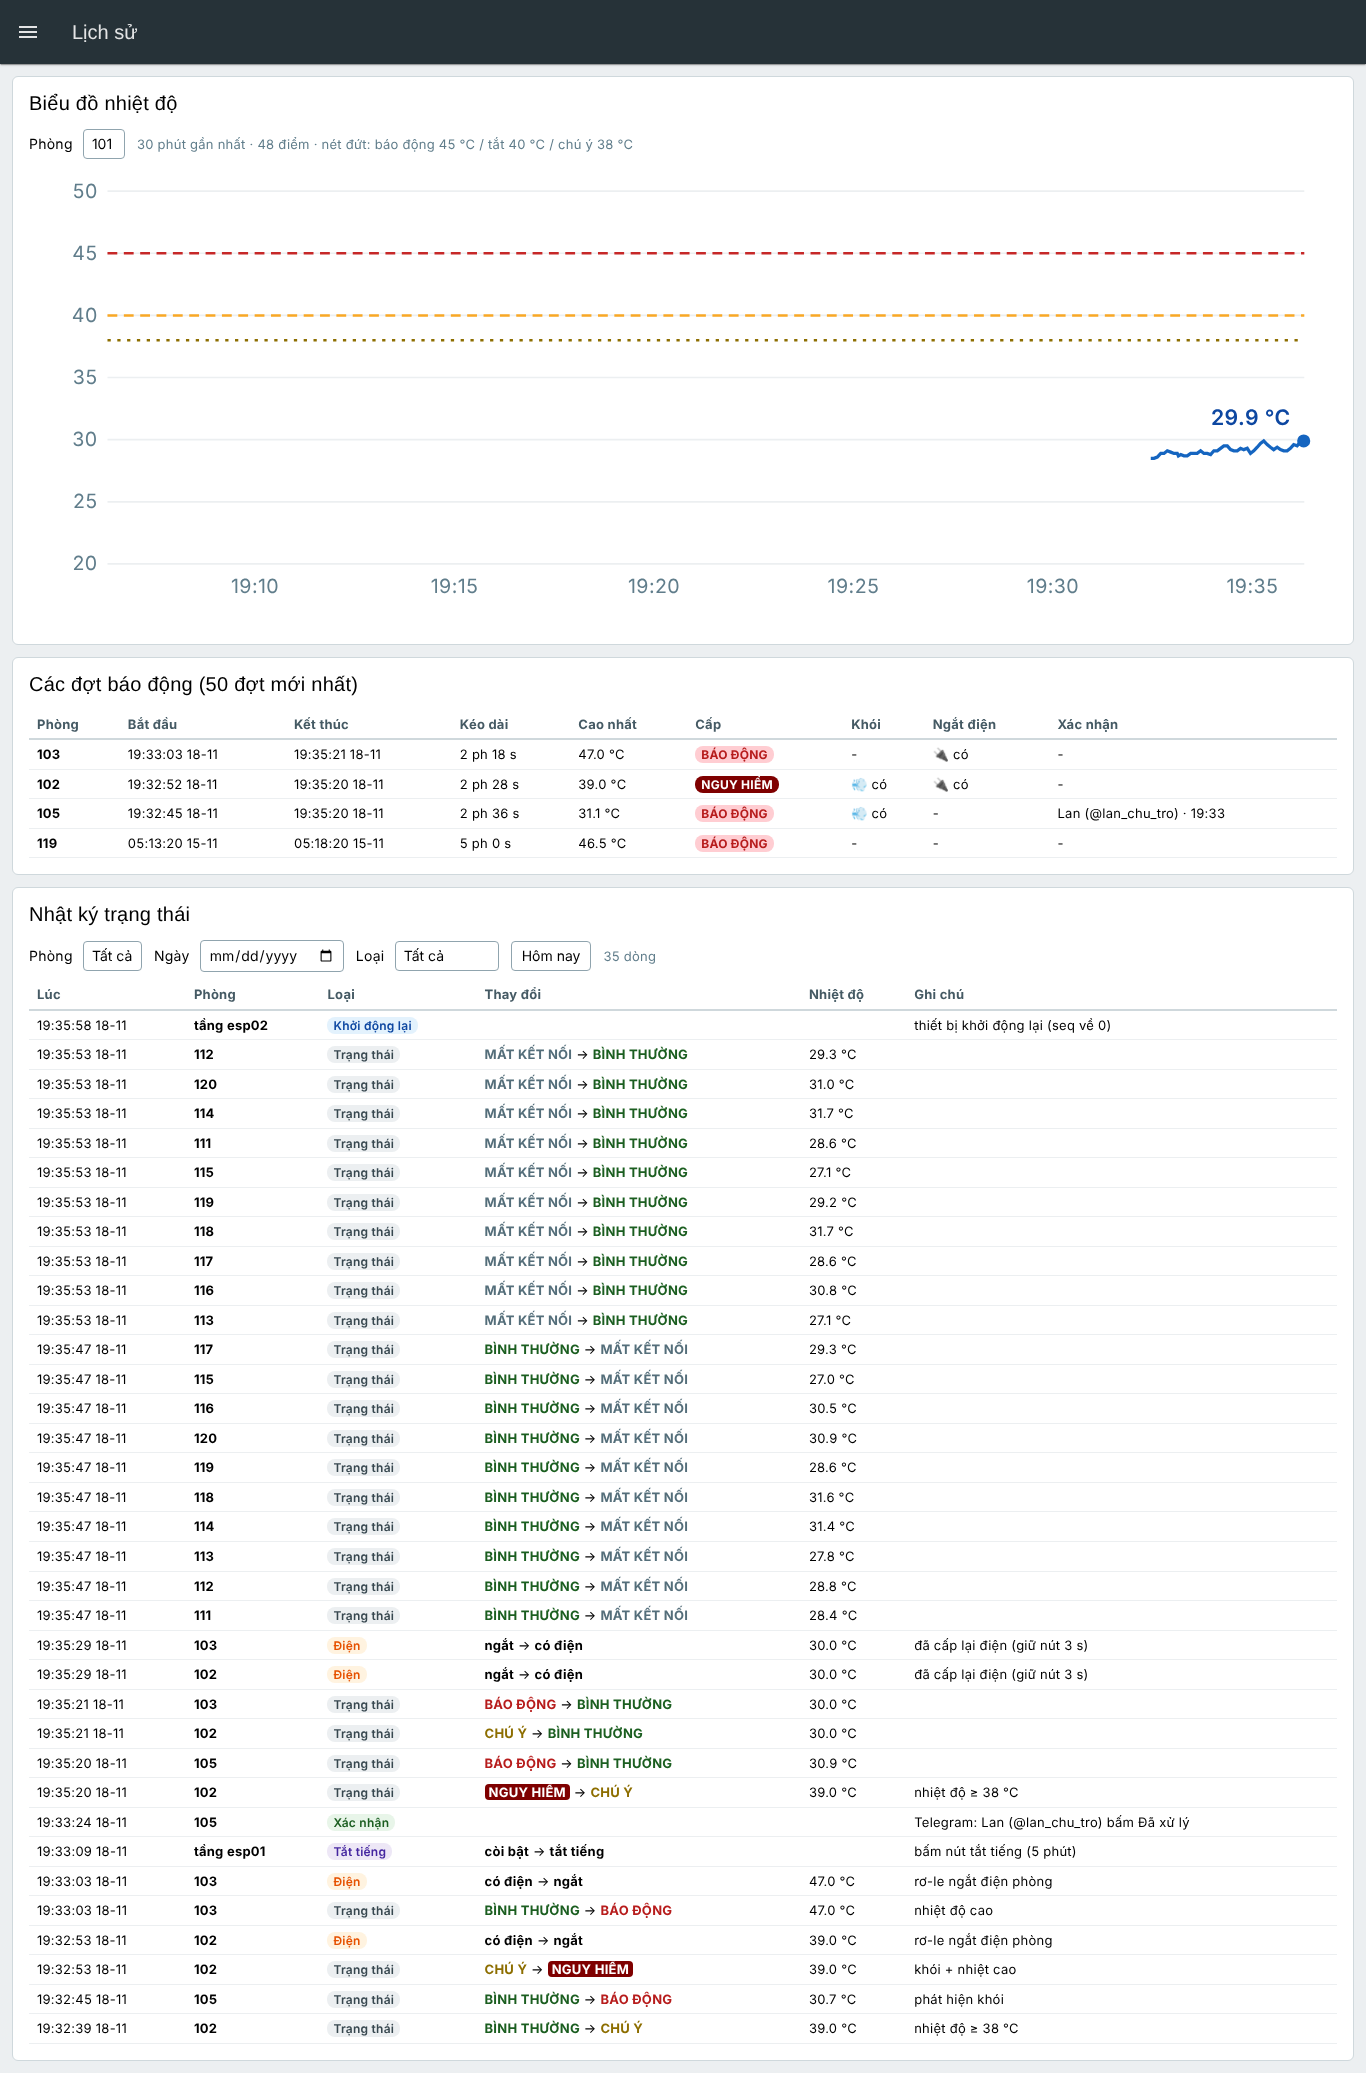 Lịch sử
Biểu đồ nhiệt độ
Phòng 101 30 phút gần nhất · 48 điểm · nét đứt: báo động 45 °C / tắt 40 °C / chú ý 38 °C
50
45
40
35
29.9 °C
30
25
20
19:10 19:15 19:20 19:25 19:30 19:35
Các đợt báo động (50 đợt mới nhất)
Phòng Bắt đầu Kết thúc Kéo dài Cao nhất Cấp Khói Ngắt điện Xác nhận
103 19:33:03 18-11 19:35:21 18-11 2 ph 18 s 47.0 °C BÁO ĐỘNG - 🔌 có -
102 19:32:52 18-11 19:35:20 18-11 2 ph 28 s 39.0 °C NGUY HIỂM 💨 có 🔌 có -
105 19:32:45 18-11 19:35:20 18-11 2 ph 36 s 31.1 °C BÁO ĐỘNG 💨 có - Lan (@lan_chu_tro) · 19:33
119 05:13:20 15-11 05:18:20 15-11 5 ph 0 s 46.5 °C BÁO ĐỘNG - - -
Nhật ký trạng thái
Phòng Tất cả Ngày mm/dd/yyyy Loại Tất cả Hôm nay 35 dòng
Lúc Phòng Loại Thay đổi Nhiệt độ Ghi chú
19:35:58 18-11 tầng esp02 Khởi động lại thiết bị khởi động lại (seq về 0)
19:35:53 18-11 112 Trạng thái MẤT KẾT NỐI → BÌNH THƯỜNG 29.3 °C
19:35:53 18-11 120 Trạng thái MẤT KẾT NỐI → BÌNH THƯỜNG 31.0 °C
19:35:53 18-11 114 Trạng thái MẤT KẾT NỐI → BÌNH THƯỜNG 31.7 °C
19:35:53 18-11 111 Trạng thái MẤT KẾT NỐI → BÌNH THƯỜNG 28.6 °C
19:35:53 18-11 115 Trạng thái MẤT KẾT NỐI → BÌNH THƯỜNG 27.1 °C
19:35:53 18-11 119 Trạng thái MẤT KẾT NỐI → BÌNH THƯỜNG 29.2 °C
19:35:53 18-11 118 Trạng thái MẤT KẾT NỐI → BÌNH THƯỜNG 31.7 °C
19:35:53 18-11 117 Trạng thái MẤT KẾT NỐI → BÌNH THƯỜNG 28.6 °C
19:35:53 18-11 116 Trạng thái MẤT KẾT NỐI → BÌNH THƯỜNG 30.8 °C
19:35:53 18-11 113 Trạng thái MẤT KẾT NỐI → BÌNH THƯỜNG 27.1 °C
19:35:47 18-11 117 Trạng thái BÌNH THƯỜNG → MẤT KẾT NỐI 29.3 °C
19:35:47 18-11 115 Trạng thái BÌNH THƯỜNG → MẤT KẾT NỐI 27.0 °C
19:35:47 18-11 116 Trạng thái BÌNH THƯỜNG → MẤT KẾT NỐI 30.5 °C
19:35:47 18-11 120 Trạng thái BÌNH THƯỜNG → MẤT KẾT NỐI 30.9 °C
19:35:47 18-11 119 Trạng thái BÌNH THƯỜNG → MẤT KẾT NỐI 28.6 °C
19:35:47 18-11 118 Trạng thái BÌNH THƯỜNG → MẤT KẾT NỐI 31.6 °C
19:35:47 18-11 114 Trạng thái BÌNH THƯỜNG → MẤT KẾT NỐI 31.4 °C
19:35:47 18-11 113 Trạng thái BÌNH THƯỜNG → MẤT KẾT NỐI 27.8 °C
19:35:47 18-11 112 Trạng thái BÌNH THƯỜNG → MẤT KẾT NỐI 28.8 °C
19:35:47 18-11 111 Trạng thái BÌNH THƯỜNG → MẤT KẾT NỐI 28.4 °C
19:35:29 18-11 103 Điện ngắt → có điện 30.0 °C đã cấp lại điện (giữ nút 3 s)
19:35:29 18-11 102 Điện ngắt → có điện 30.0 °C đã cấp lại điện (giữ nút 3 s)
19:35:21 18-11 103 Trạng thái BÁO ĐỘNG → BÌNH THƯỜNG 30.0 °C
19:35:21 18-11 102 Trạng thái CHÚ Ý → BÌNH THƯỜNG 30.0 °C
19:35:20 18-11 105 Trạng thái BÁO ĐỘNG → BÌNH THƯỜNG 30.9 °C
19:35:20 18-11 102 Trạng thái NGUY HIỂM → CHÚ Ý 39.0 °C nhiệt độ ≥ 38 °C
19:33:24 18-11 105 Xác nhận Telegram: Lan (@lan_chu_tro) bấm Đã xử lý
19:33:09 18-11 tầng esp01 Tắt tiếng còi bật → tắt tiếng bấm nút tắt tiếng (5 phút)
19:33:03 18-11 103 Điện có điện → ngắt 47.0 °C rơ-le ngắt điện phòng
19:33:03 18-11 103 Trạng thái BÌNH THƯỜNG → BÁO ĐỘNG 47.0 °C nhiệt độ cao
19:32:53 18-11 102 Điện có điện → ngắt 39.0 °C rơ-le ngắt điện phòng
19:32:53 18-11 102 Trạng thái CHÚ Ý → NGUY HIỂM 39.0 °C khói + nhiệt cao
19:32:45 18-11 105 Trạng thái BÌNH THƯỜNG → BÁO ĐỘNG 30.7 °C phát hiện khói
19:32:39 18-11 102 Trạng thái BÌNH THƯỜNG → CHÚ Ý 39.0 °C nhiệt độ ≥ 38 °C